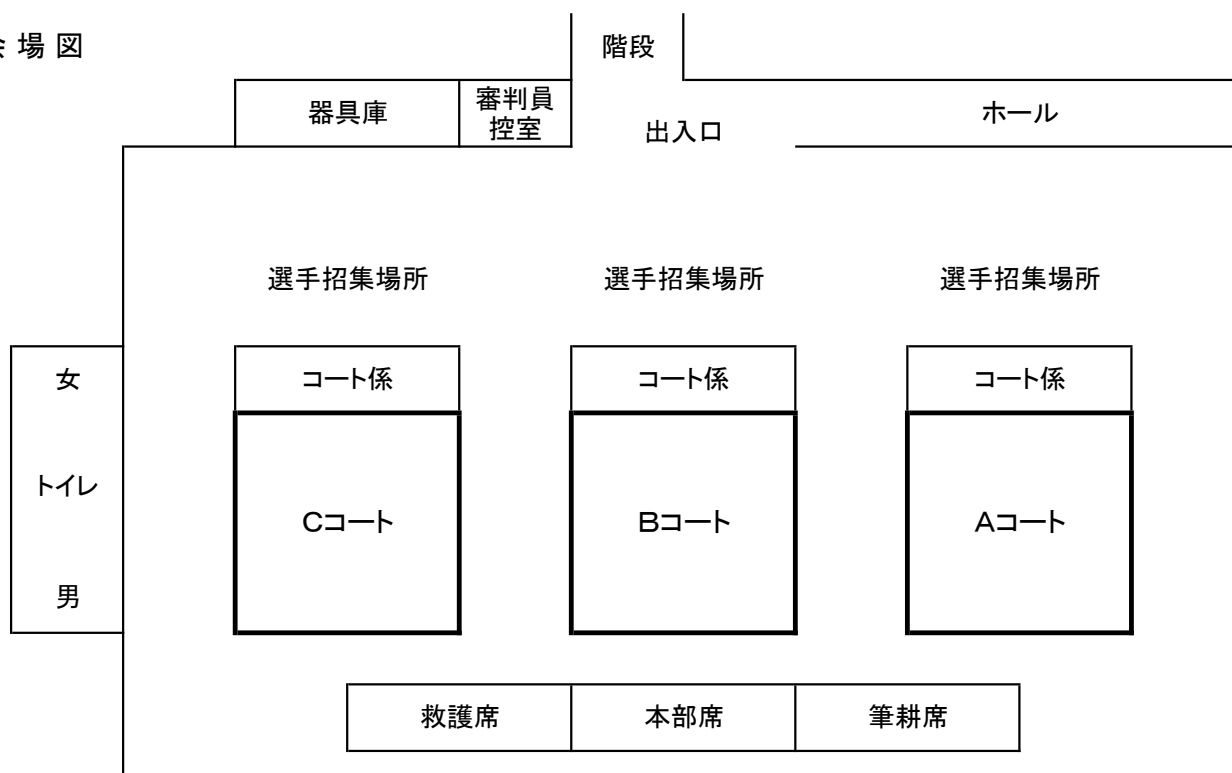 場 図
階段
器具庫
審判員
控室
出入口
ホール
選手招集場所
選手招集場所
選手招集場所
女
トイレ
男
コート係
コート係
コート係
Cコート
Bコート
Aコート
救護席
本部席
筆耕席